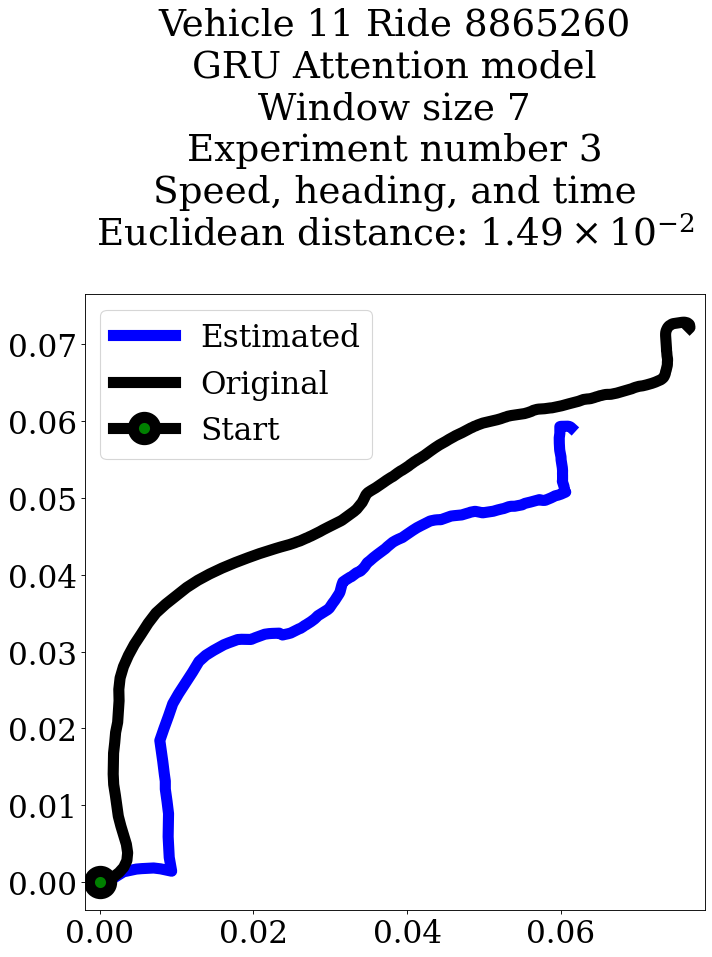 Vehicle 11 Ride 8865260
GRU Attention model
Window size 7
Experiment number 3
Speed, heading, and time
Euclidean distance: 1.49 × 10⁻²
Estimated
Original
Start
0.07
0.06
0.05
0.04
0.03
0.02
0.01
0.00
0.00 0.02 0.04 0.06